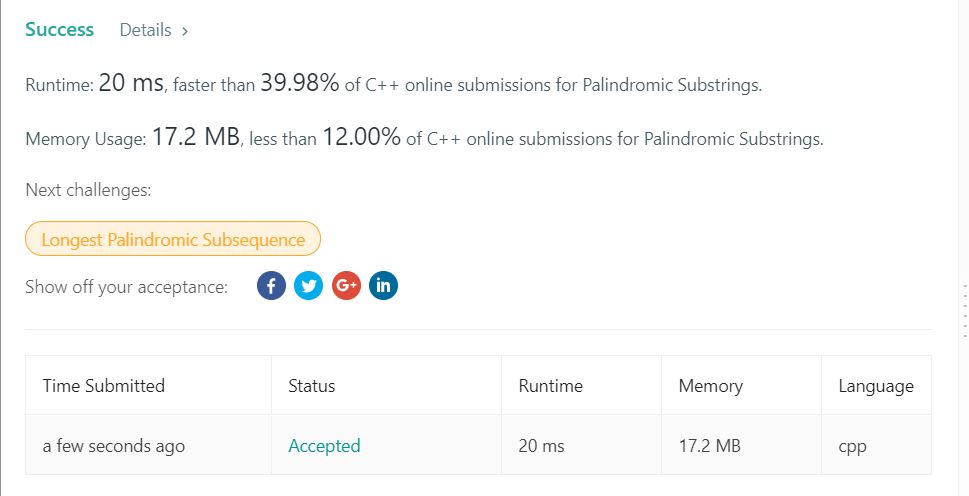 Success Details >
Runtime: 20 ms, faster than 39.98% of C++ online submissions for Palindromic Substrings.
Memory Usage: 17.2 MB, less than 12.00% of C++ online submissions for Palindromic Substrings.
Next challenges:
Longest Palindromic Subsequence
Show off your acceptance: f G+ in
Time Submitted Status Runtime Memory Language
a few seconds ago Accepted 20 ms 17.2 MB cpp